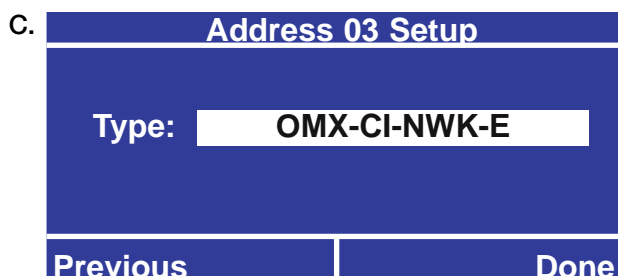 C.
Address 03 Setup
Type: OMX-CI-NWK-E
Previous Done